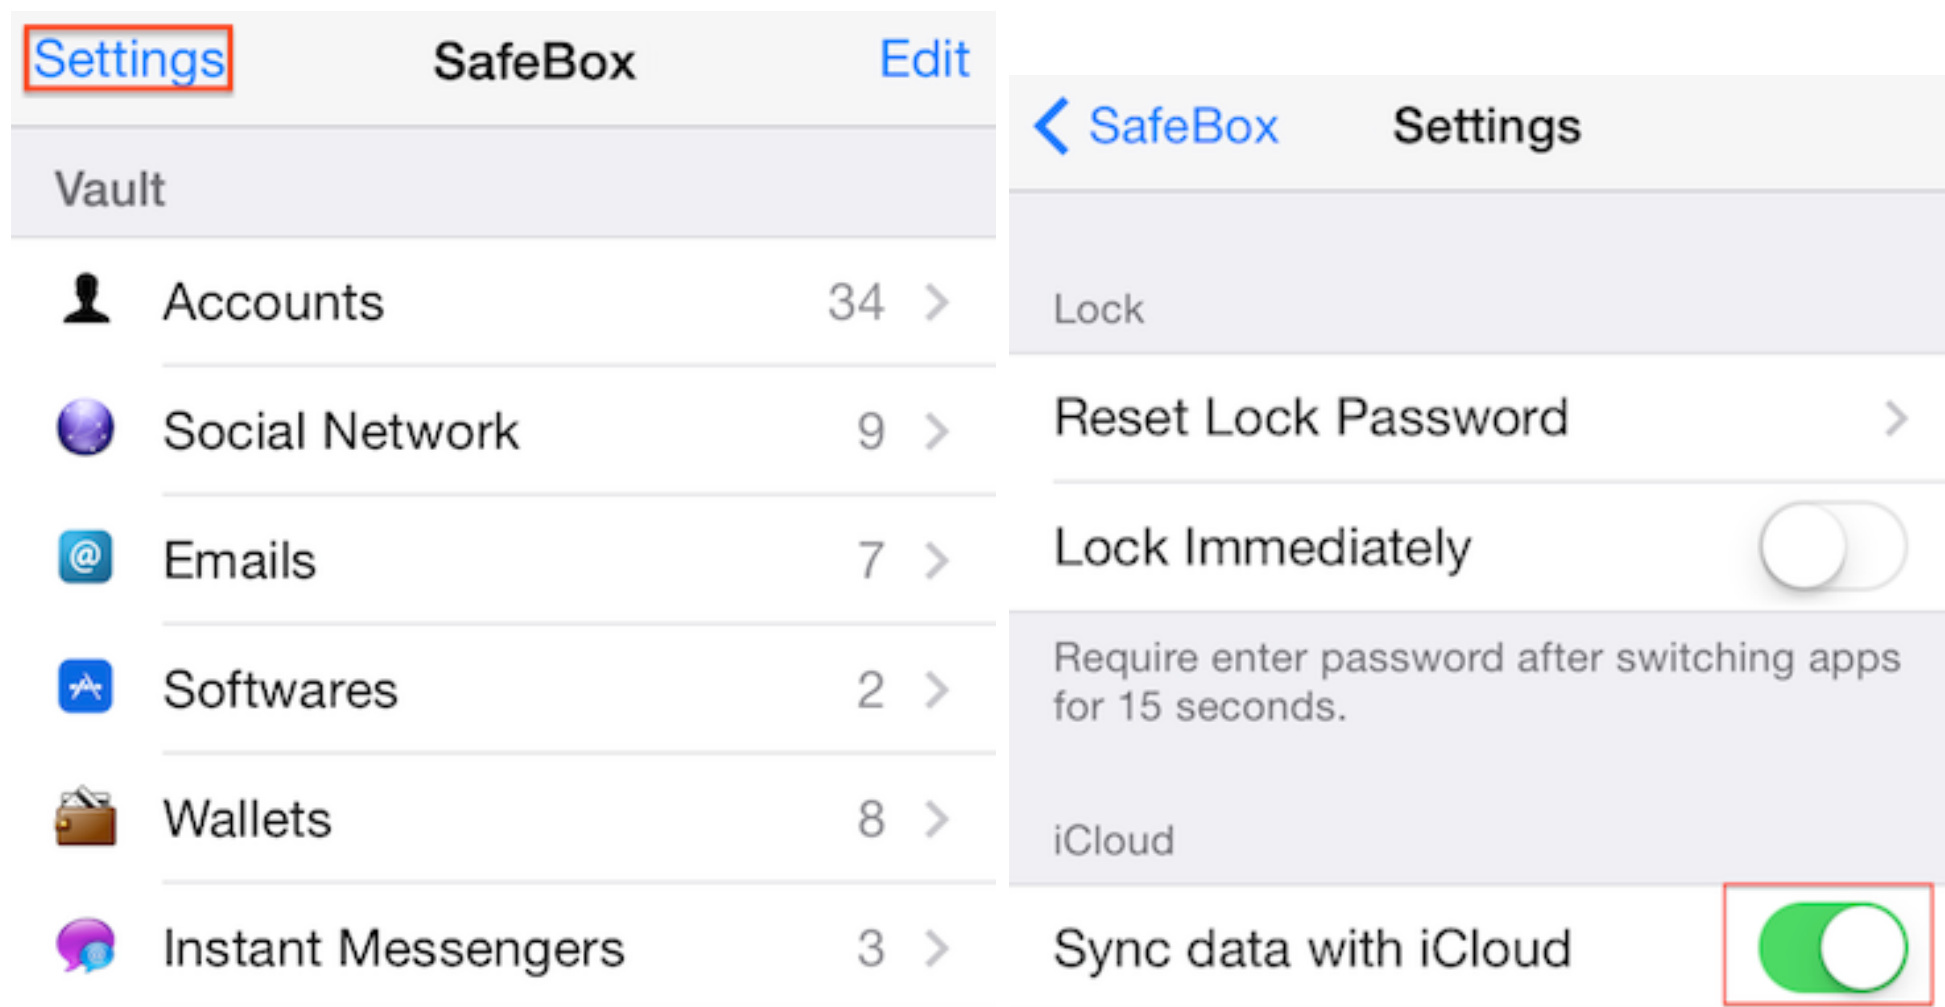 Settings SafeBox Edit
Vault
Accounts 34
Social Network 9
@ Emails 7
Softwares 2
Wallets 8
Instant Messengers 3
SafeBox Settings
Lock
Reset Lock Password
Lock Immediately
Require enter password after switching apps
for 15 seconds.
iCloud
Sync data with iCloud